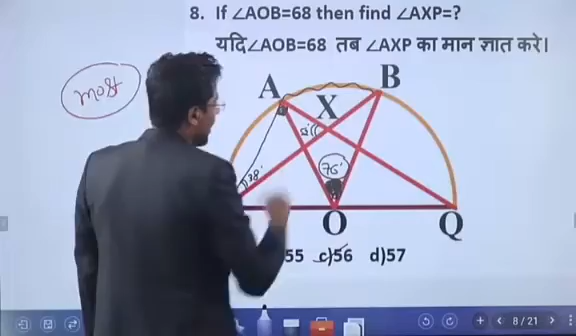 8. If ∠AOB=68 then find ∠AXP=?
यदि∠AOB=68 तब ∠AXP का मान ज्ञात करे।
most
A
B
X
38°
76°
O
Q
55 c)56 d)57
8 / 21